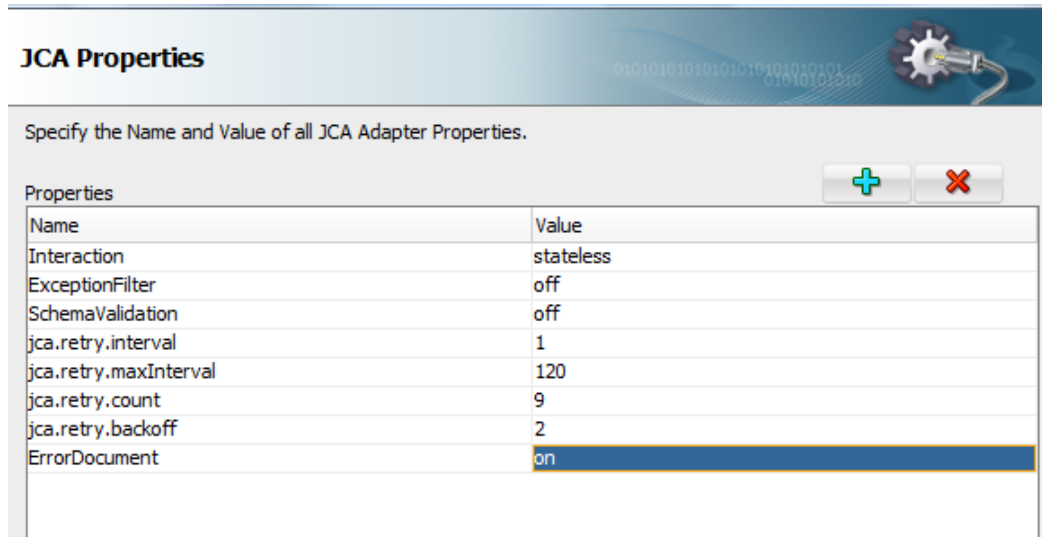 JCA Properties
010101010101010101010101
01010101010
Specify the Name and Value of all JCA Adapter Properties.
Properties
Name Value
Interaction stateless
ExceptionFilter off
SchemaValidation off
jca.retry.interval 1
jca.retry.maxInterval 120
jca.retry.count 9
jca.retry.backoff 2
ErrorDocument on